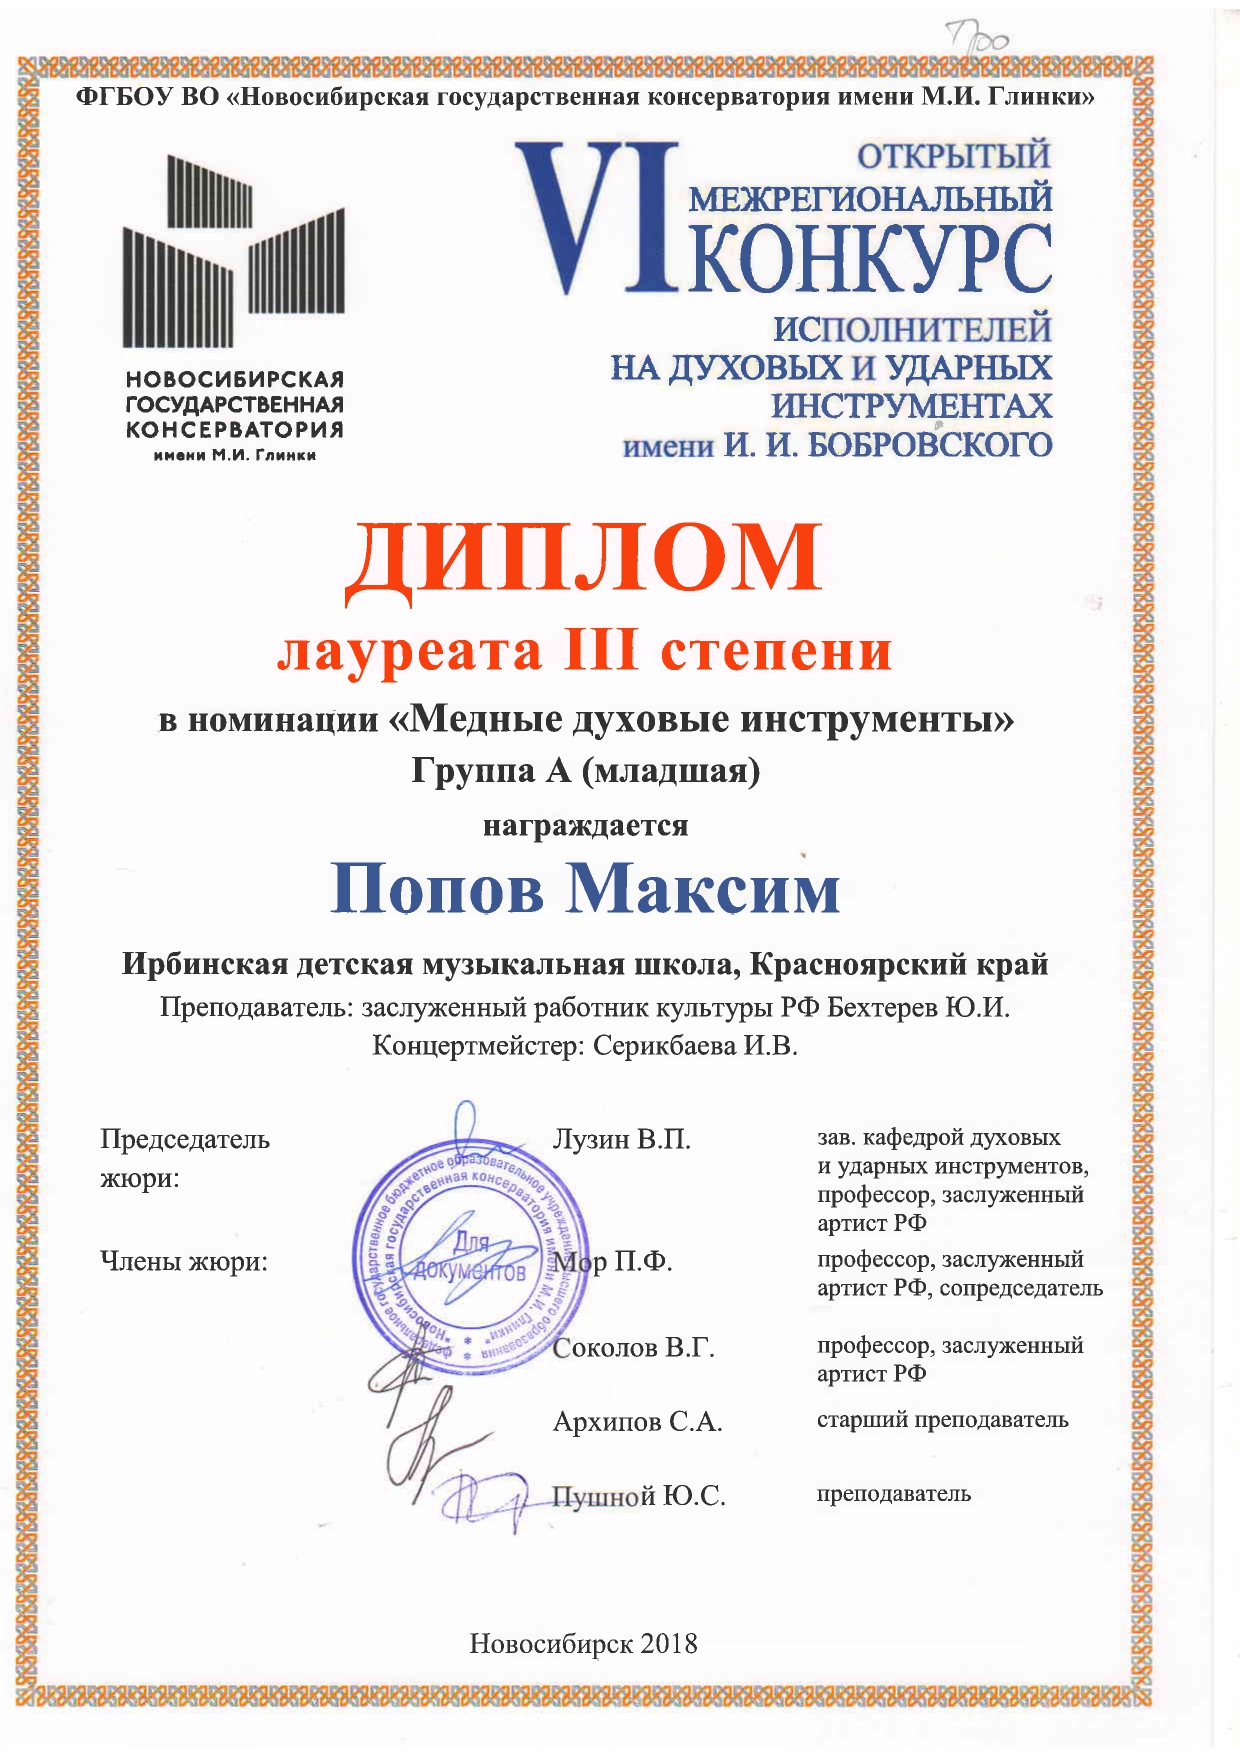 Про
ФГБОУ ВО «Новосибирская государственная консерватория имени М.И. Глинки»
НОВОСИБИРСКАЯ
ГОСУДАРСТВЕННАЯ
КОНСЕРВАТОРИЯ
имени М.И. Глинки
VI
ОТКРЫТЫЙ
МЕЖРЕГИОНАЛЬНЫЙ
КОНКУРС
ИСПОЛНИТЕЛЕЙ
НА ДУХОВЫХ И УДАРНЫХ
ИНСТРУМЕНТАХ
имени И. И. БОБРОВСКОГО
ДИПЛОМ
лауреата III степени
в номинации «Медные духовые инструменты»
Группа А (младшая)
награждается
Попов Максим
Ирбинская детская музыкальная школа, Красноярский край
Преподаватель: заслуженный работник культуры РФ Бехтерев Ю.И.
Концертмейстер: Серикбаева И.В.
Председатель
жюри:
Лузин В.П.
зав. кафедрой духовых
и ударных инструментов,
профессор, заслуженный
артист РФ
Члены жюри:
Мор П.Ф.
профессор, заслуженный
артист РФ, сопредседатель
Соколов В.Г.
профессор, заслуженный
артист РФ
Архипов С.А.
старший преподаватель
Пушной Ю.С.
преподаватель
федеральное государственное бюджетное образовательное учреждение высшего образования
"Новосибирская государственная консерватория имени М.И. Глинки"
Для
документов
Новосибирск 2018